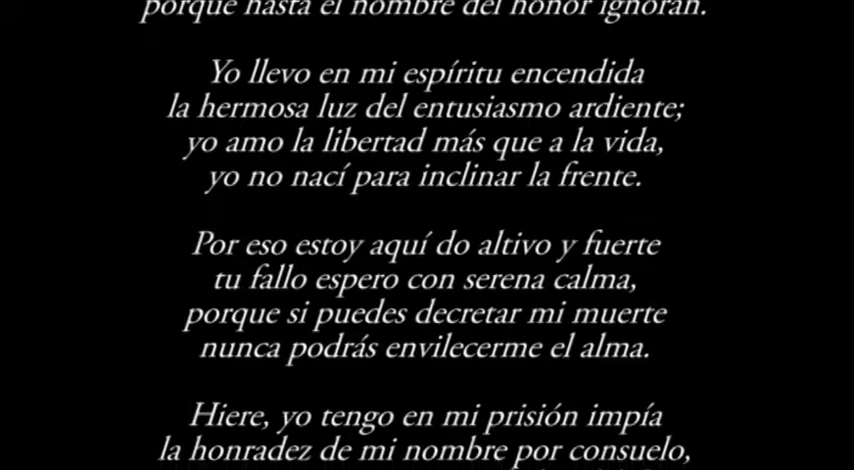 porque hasta el nombre del honor ignoran.
Yo llevo en mi espíritu encendida
la hermosa luz del entusiasmo ardiente;
yo amo la libertad más que a la vida,
yo no nací para inclinar la frente.
Por eso estoy aquí do altivo y fuerte
tu fallo espero con serena calma,
porque si puedes decretar mi muerte
nunca podrás envilecerme el alma.
Hiere, yo tengo en mi prisión impía
la honradez de mi nombre por consuelo,